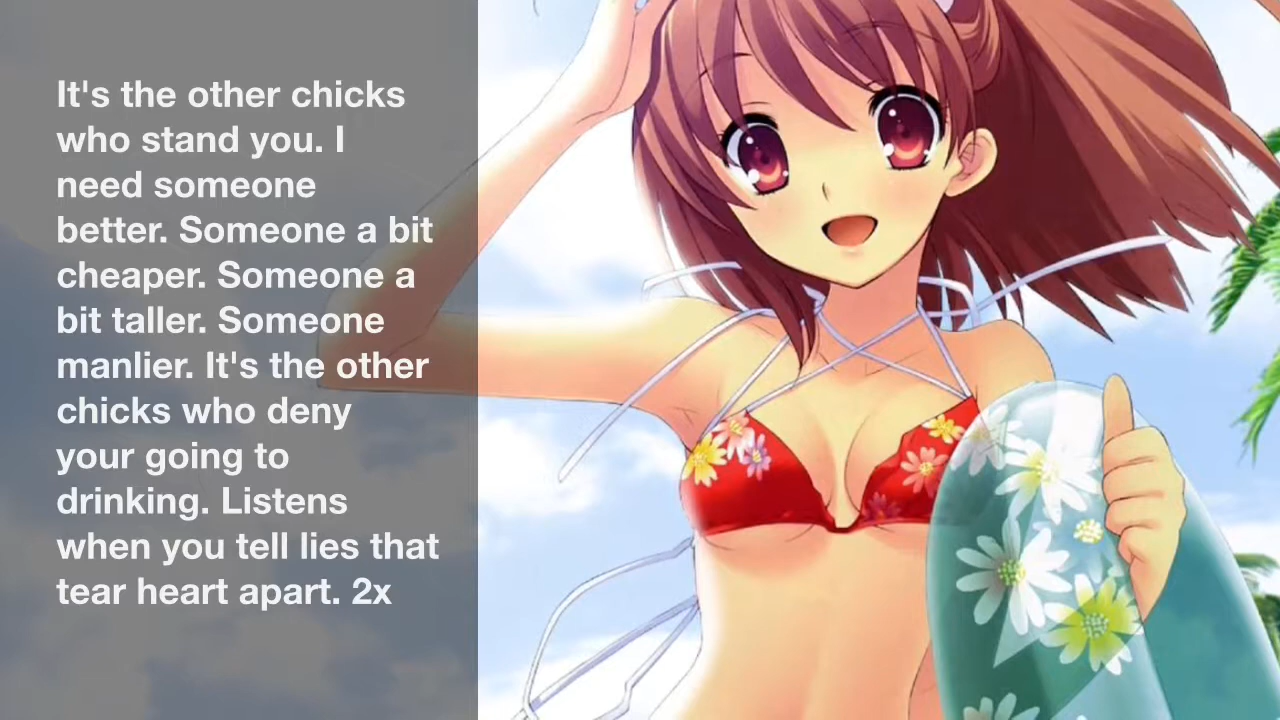 It's the other chicks
who stand you. I
need someone
better. Someone a bit
cheaper. Someone a
bit taller. Someone
manlier. It's the other
chicks who deny
your going to
drinking. Listens
when you tell lies that
tear heart apart. 2x